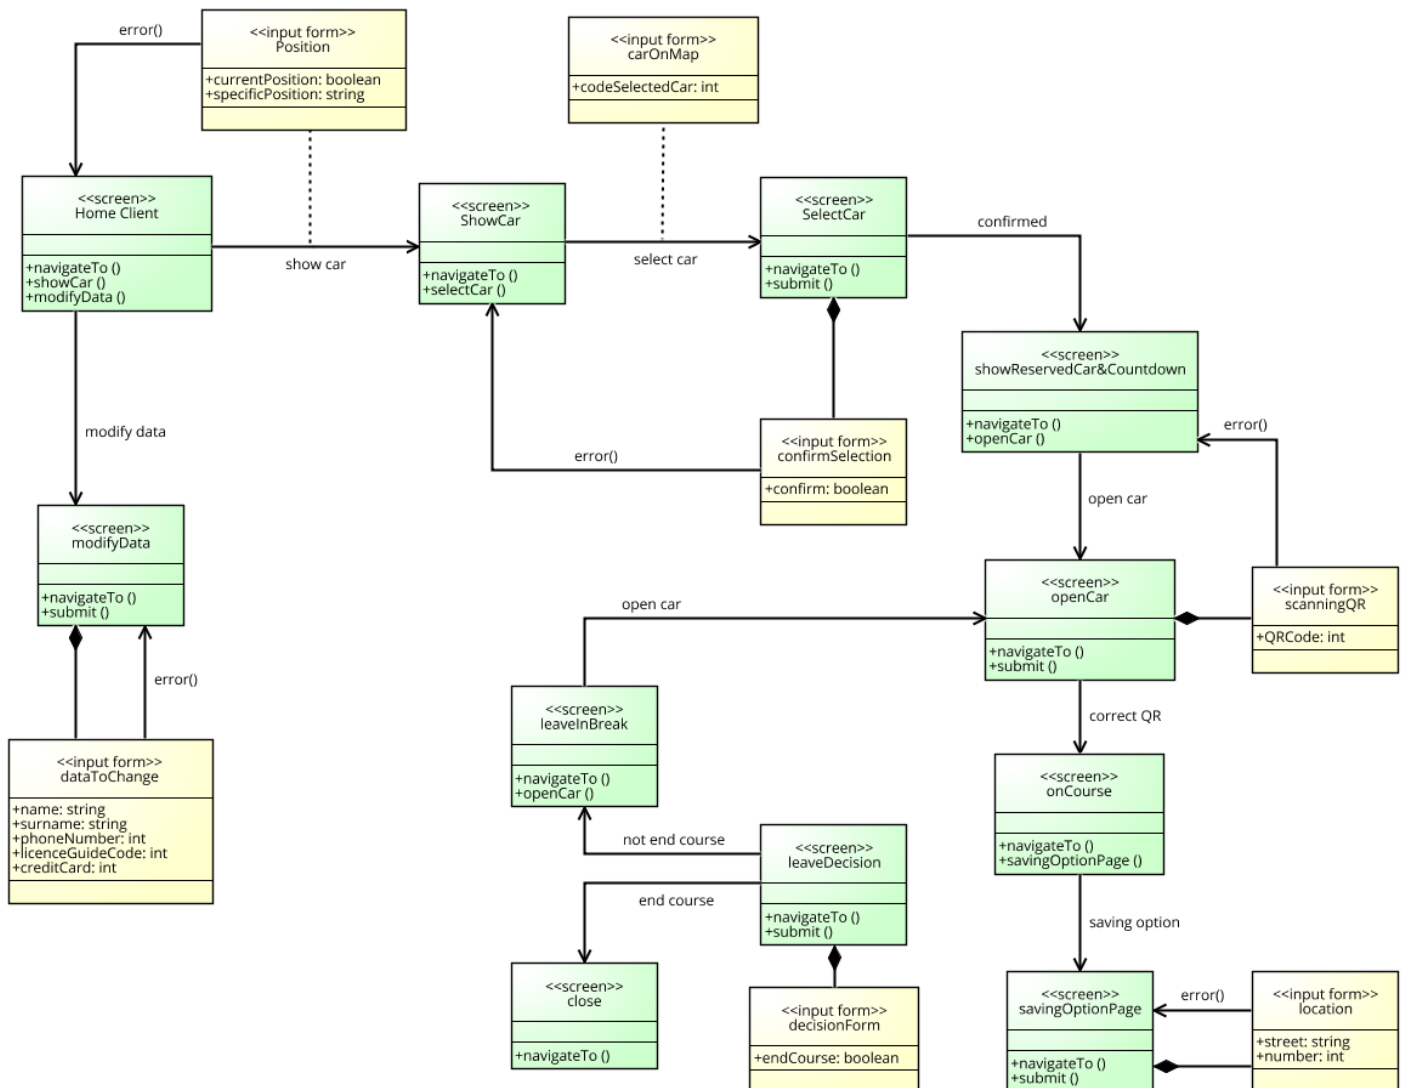 error()
<<input form>>
Position
+currentPosition: boolean
+specificPosition: string
<<input form>>
carOnMap
+codeSelectedCar: int
<<screen>>
Home Client
+navigateTo ()
+showCar ()
+modifyData ()
show car
<<screen>>
ShowCar
+navigateTo ()
+selectCar ()
select car
<<screen>>
SelectCar
+navigateTo ()
+submit ()
confirmed
<<screen>>
showReservedCar&Countdown
+navigateTo ()
+openCar ()
modify data
error()
<<input form>>
confirmSelection
+confirm: boolean
error()
open car
<<screen>>
modifyData
+navigateTo ()
+submit ()
error()
open car
<<screen>>
openCar
+navigateTo ()
+submit ()
<<input form>>
scanningQR
+QRCode: int
<<input form>>
dataToChange
+name: string
+surname: string
+phoneNumber: int
+licenceGuideCode: int
+creditCard: int
<<screen>>
leaveInBreak
+navigateTo ()
+openCar ()
correct QR
<<screen>>
onCourse
+navigateTo ()
+savingOptionPage ()
not end course
end course
<<screen>>
leaveDecision
+navigateTo ()
+submit ()
saving option
<<screen>>
close
+navigateTo ()
<<input form>>
decisionForm
+endCourse: boolean
<<screen>>
savingOptionPage
+navigateTo ()
+submit ()
error()
<<input form>>
location
+street: string
+number: int